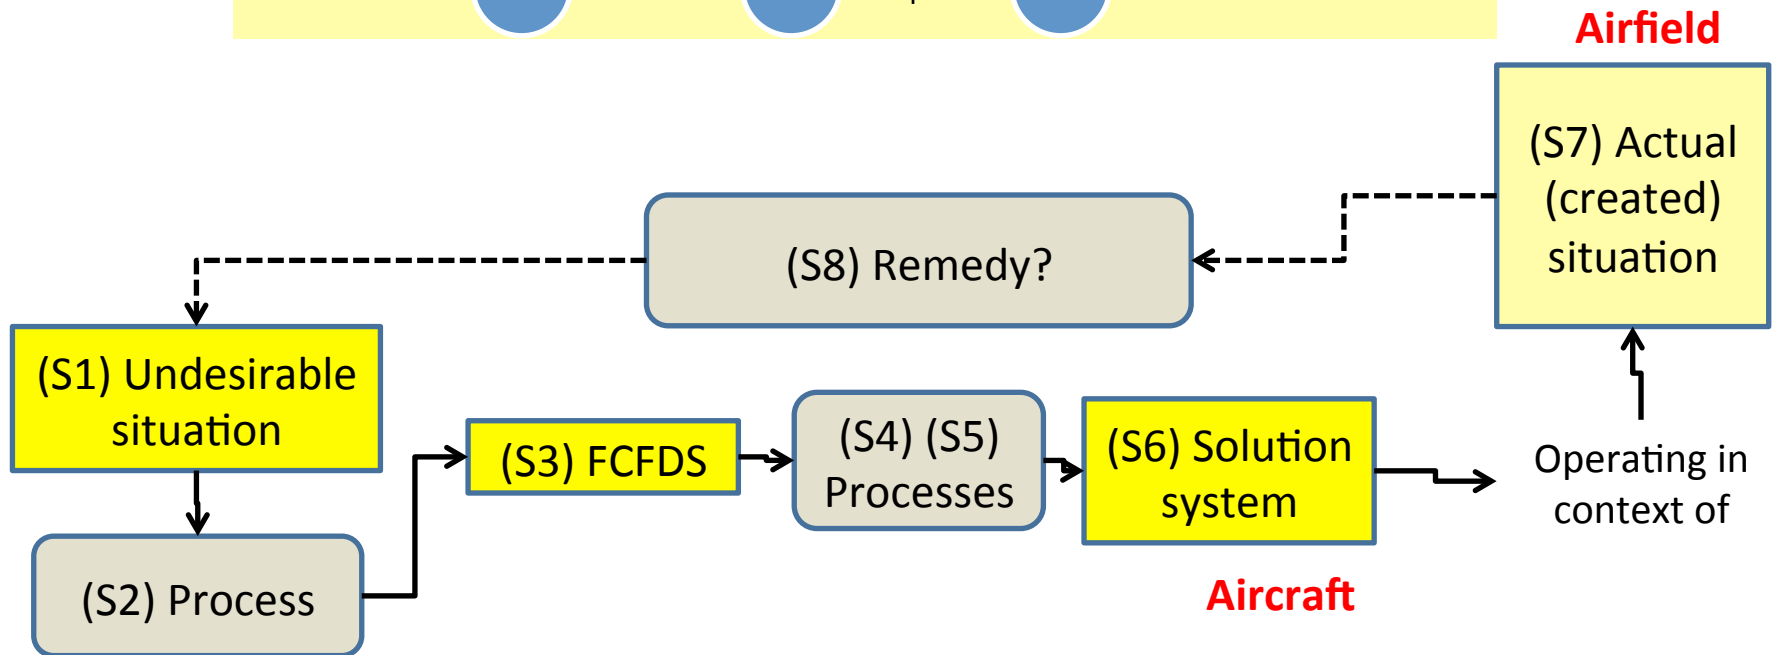 Airfield
(S7) Actual
(created)
situation
(S8) Remedy?
(S1) Undesirable
situation
(S3) FCFDS
(S4) (S5)
Processes
(S6) Solution
system
Operating in
context of
(S2) Process
Aircraft